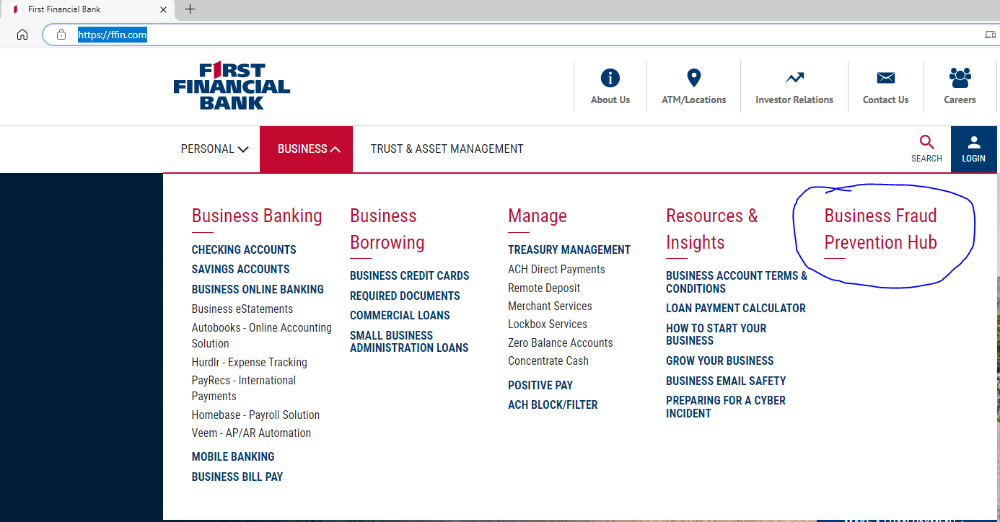 First Financial Bank
https://ffin.com
FIRST
FINANCIAL
BANK
About Us
ATM/Locations
Investor Relations
Contact Us
Careers
PERSONAL
BUSINESS
TRUST & ASSET MANAGEMENT
SEARCH
LOGIN
Business Banking
CHECKING ACCOUNTS
SAVINGS ACCOUNTS
BUSINESS ONLINE BANKING
Business eStatements
Autobooks - Online Accounting
Solution
Hurdlr - Expense Tracking
PayRecs - International
Payments
Homebase - Payroll Solution
Veem - AP/AR Automation
MOBILE BANKING
BUSINESS BILL PAY
Business
Borrowing
BUSINESS CREDIT CARDS
REQUIRED DOCUMENTS
COMMERCIAL LOANS
SMALL BUSINESS
ADMINISTRATION LOANS
Manage
TREASURY MANAGEMENT
ACH Direct Payments
Remote Deposit
Merchant Services
Lockbox Services
Zero Balance Accounts
Concentrate Cash
POSITIVE PAY
ACH BLOCK/FILTER
Resources &
Insights
BUSINESS ACCOUNT TERMS &
CONDITIONS
LOAN PAYMENT CALCULATOR
HOW TO START YOUR
BUSINESS
GROW YOUR BUSINESS
BUSINESS EMAIL SAFETY
PREPARING FOR A CYBER
INCIDENT
Business Fraud
Prevention Hub